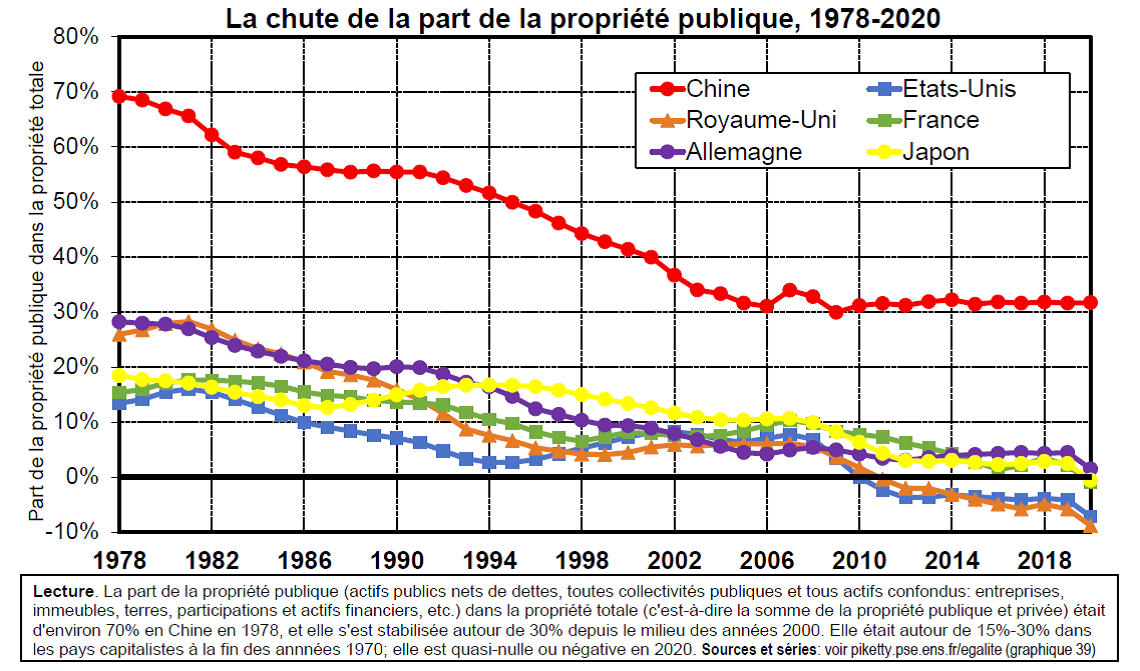 La chute de la part de la propriété publique, 1978-2020
Part de la propriété publique dans la propriété totale
80%
70%
60%
50%
40%
30%
20%
10%
0%
-10%
Chine
Etats-Unis
Royaume-Uni
France
Allemagne
Japon
1978 1982 1986 1990 1994 1998 2002 2006 2010 2014 2018
Lecture. La part de la propriété publique (actifs publics nets de dettes, toutes collectivités publiques et tous actifs confondus: entreprises,
immeubles, terres, participations et actifs financiers, etc.) dans la propriété totale (c'est-à-dire la somme de la propriété publique et privée) était
d'environ 70% en Chine en 1978, et elle s'est stabilisée autour de 30% depuis le milieu des années 2000. Elle était autour de 15%-30% dans
les pays capitalistes à la fin des annnées 1970; elle est quasi-nulle ou négative en 2020. Sources et séries: voir piketty.pse.ens.fr/egalite (graphique 39)